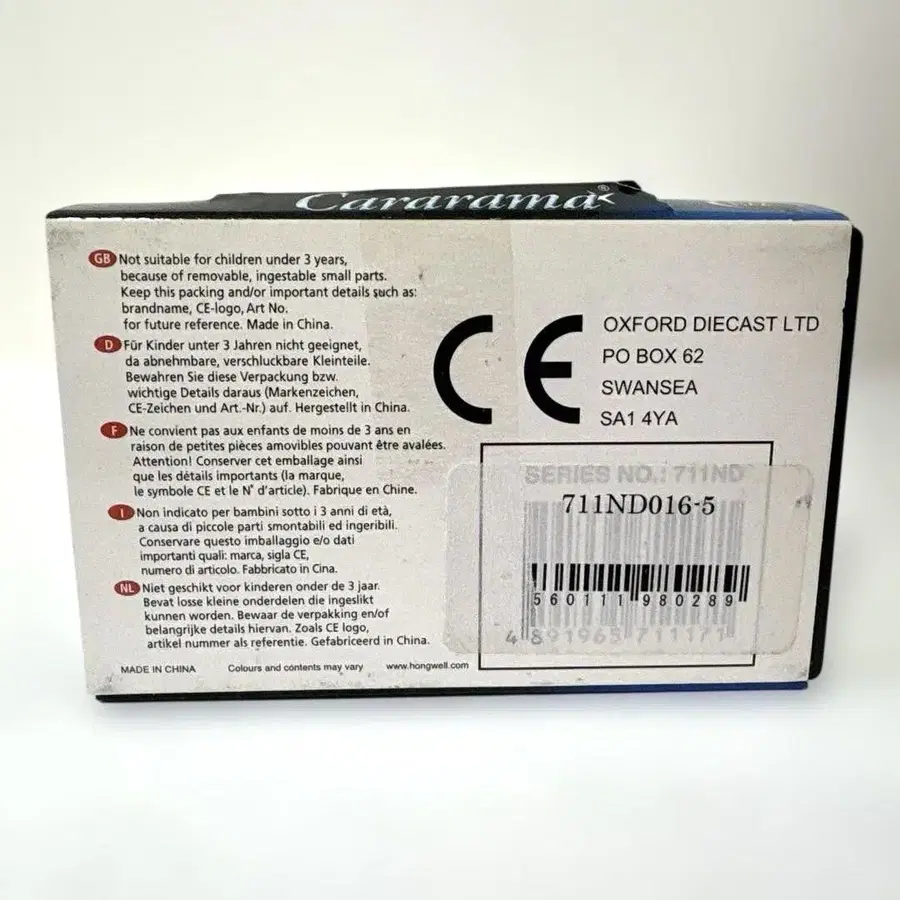 Cararama®
GB Not suitable for children under 3 years,
because of removable, ingestable small parts.
Keep this packing and/or important details such as:
brandname, CE-logo, Art No.
for future reference. Made in China.
D Für Kinder unter 3 Jahren nicht geeignet,
da abnehmbare, verschluckbare Kleinteile.
Bewahren Sie diese Verpackung bzw.
wichtige Details daraus (Markenzeichen,
CE-Zeichen und Art.-Nr.) auf. Hergestellt in China.
F Ne convient pas aux enfants de moins de 3 ans en
raison de petites pièces amovibles pouvant être avalées.
Attention! Conserver cet emballage ainsi
que les détails importants (la marque,
le symbole CE et le N° d'article). Fabrique en Chine.
I Non indicato per bambini sotto i 3 anni di età,
a causa di piccole parti smontabili ed ingeribili.
Conservare questo imballaggio e/o dati
importanti quali: marca, sigla CE,
numero di articolo. Fabbricato in Cina.
NL Niet geschikt voor kinderen onder de 3 jaar.
Bevat losse kleine onderdelen die ingeslikt
kunnen worden. Bewaar de verpakking en/of
belangrijke details hiervan. Zoals CE logo,
artikel nummer als referentie. Gefabriceerd in China.
MADE IN CHINA Colours and contents may vary www.hongwell.com
CE
OXFORD DIECAST LTD
PO BOX 62
SWANSEA
SA1 4YA
SERIES NO.: 711ND
711ND016-5
560111 980289
4 891965 711171